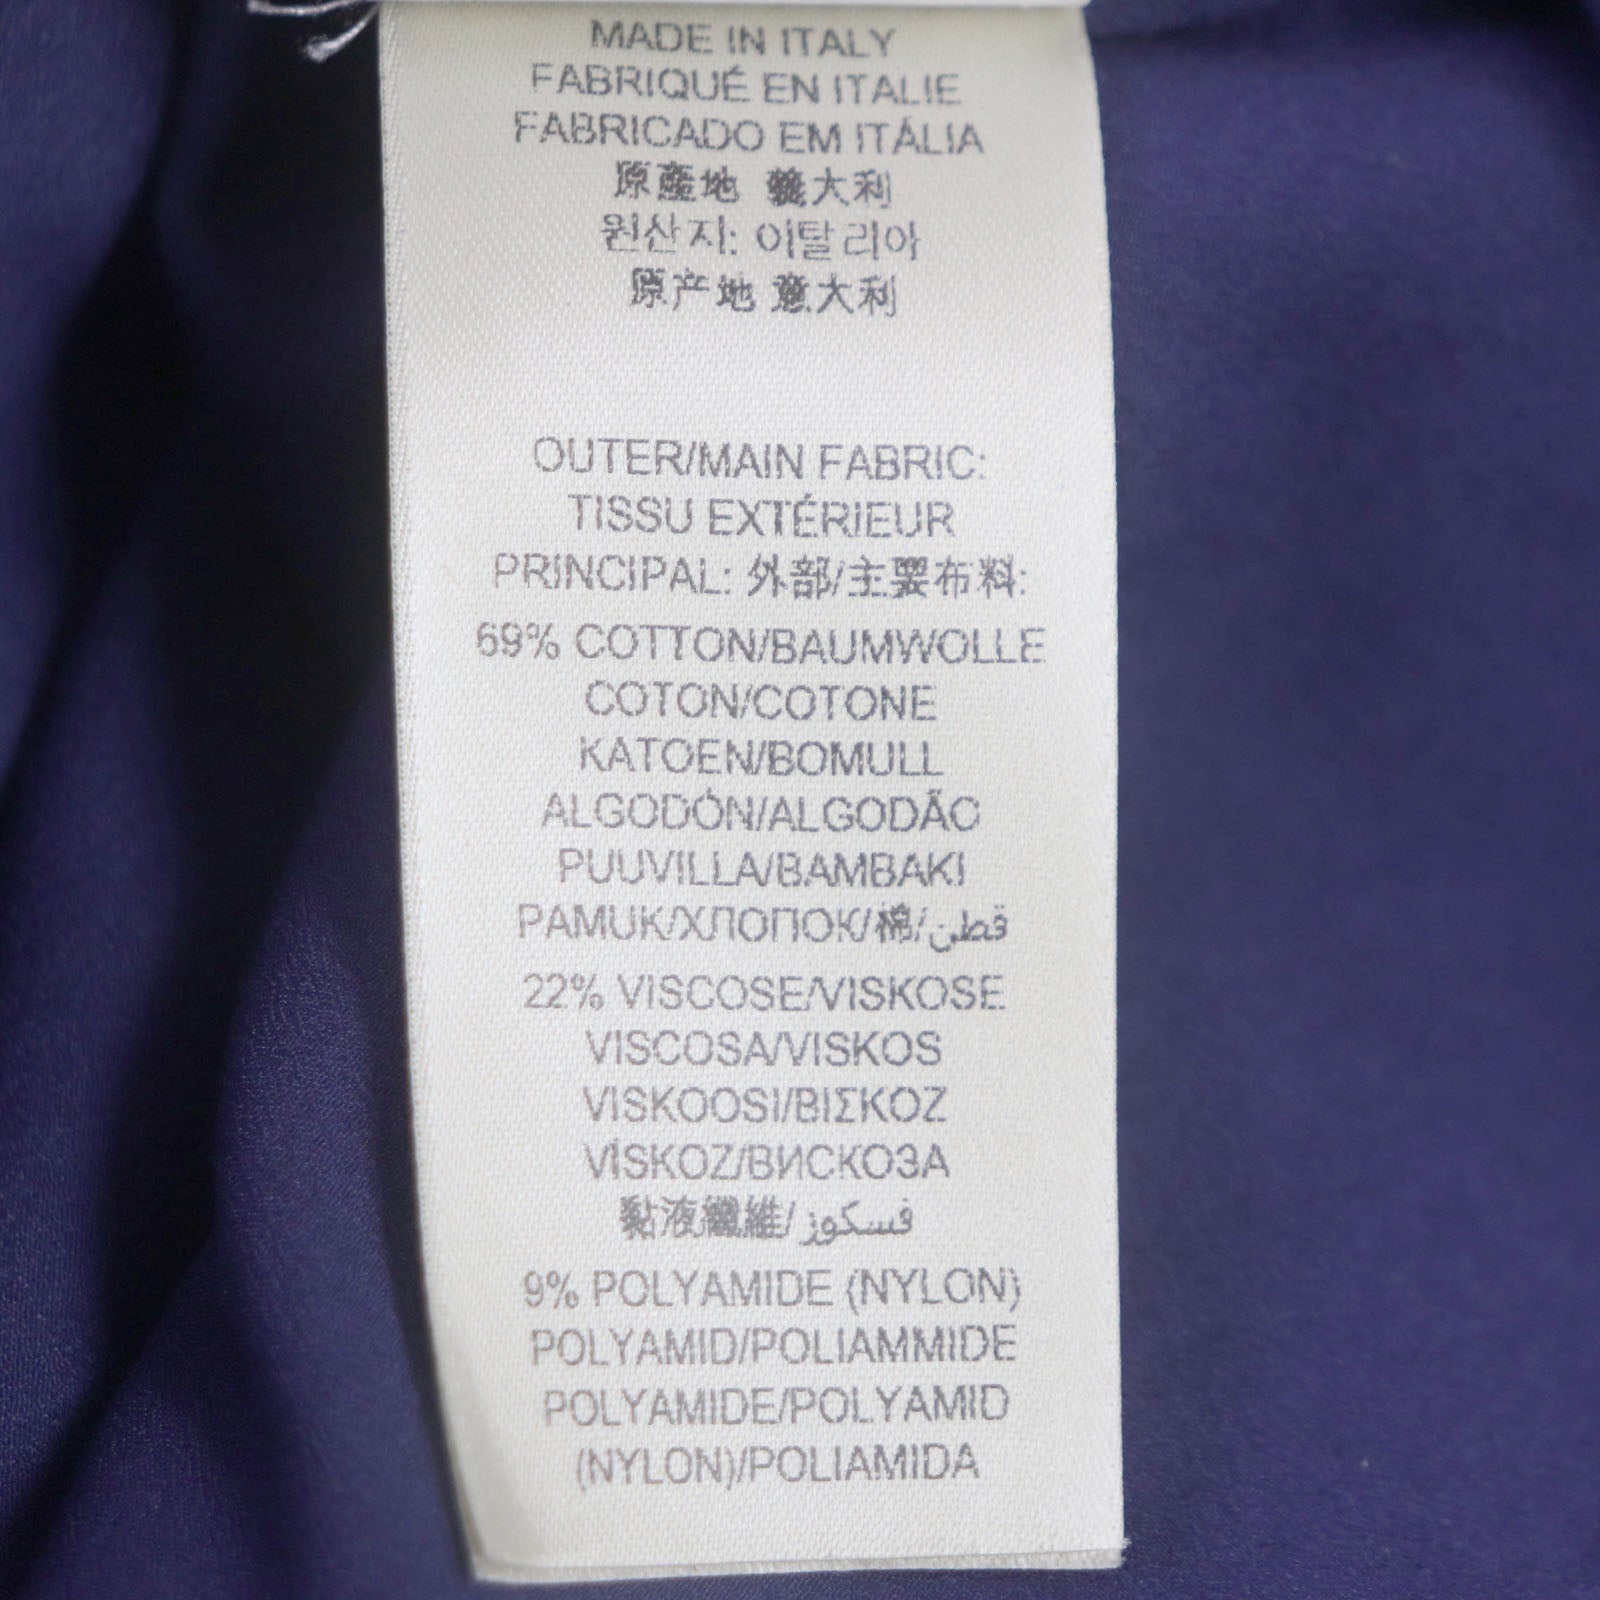 MADE IN ITALY
FABRIQUÉ EN ITALIE
FABRICADO EM ITÁLIA
原產地 義大利
원산지: 이탈리아
原产地 意大利
OUTER/MAIN FABRIC:
TISSU EXTÉRIEUR
PRINCIPAL: 外部/主要布料:
69% COTTON/BAUMWOLLE
COTON/COTONE
KATOEN/BOMULL
ALGODÓN/ALGODÃO
PUUVILLA/BAMBAKI
PAMUK/ХЛОПОК/棉/قطن
22% VISCOSE/VISKOSE
VISCOSA/VISKOS
VISKOOSI/ΒΙΣΚΟΖ
VİSKOZ/ВИСКОЗА
黏液纖維/فسكوز
9% POLYAMIDE (NYLON)
POLYAMID/POLIAMMIDE
POLYAMIDE/POLYAMID
(NYLON)/POLIAMIDA